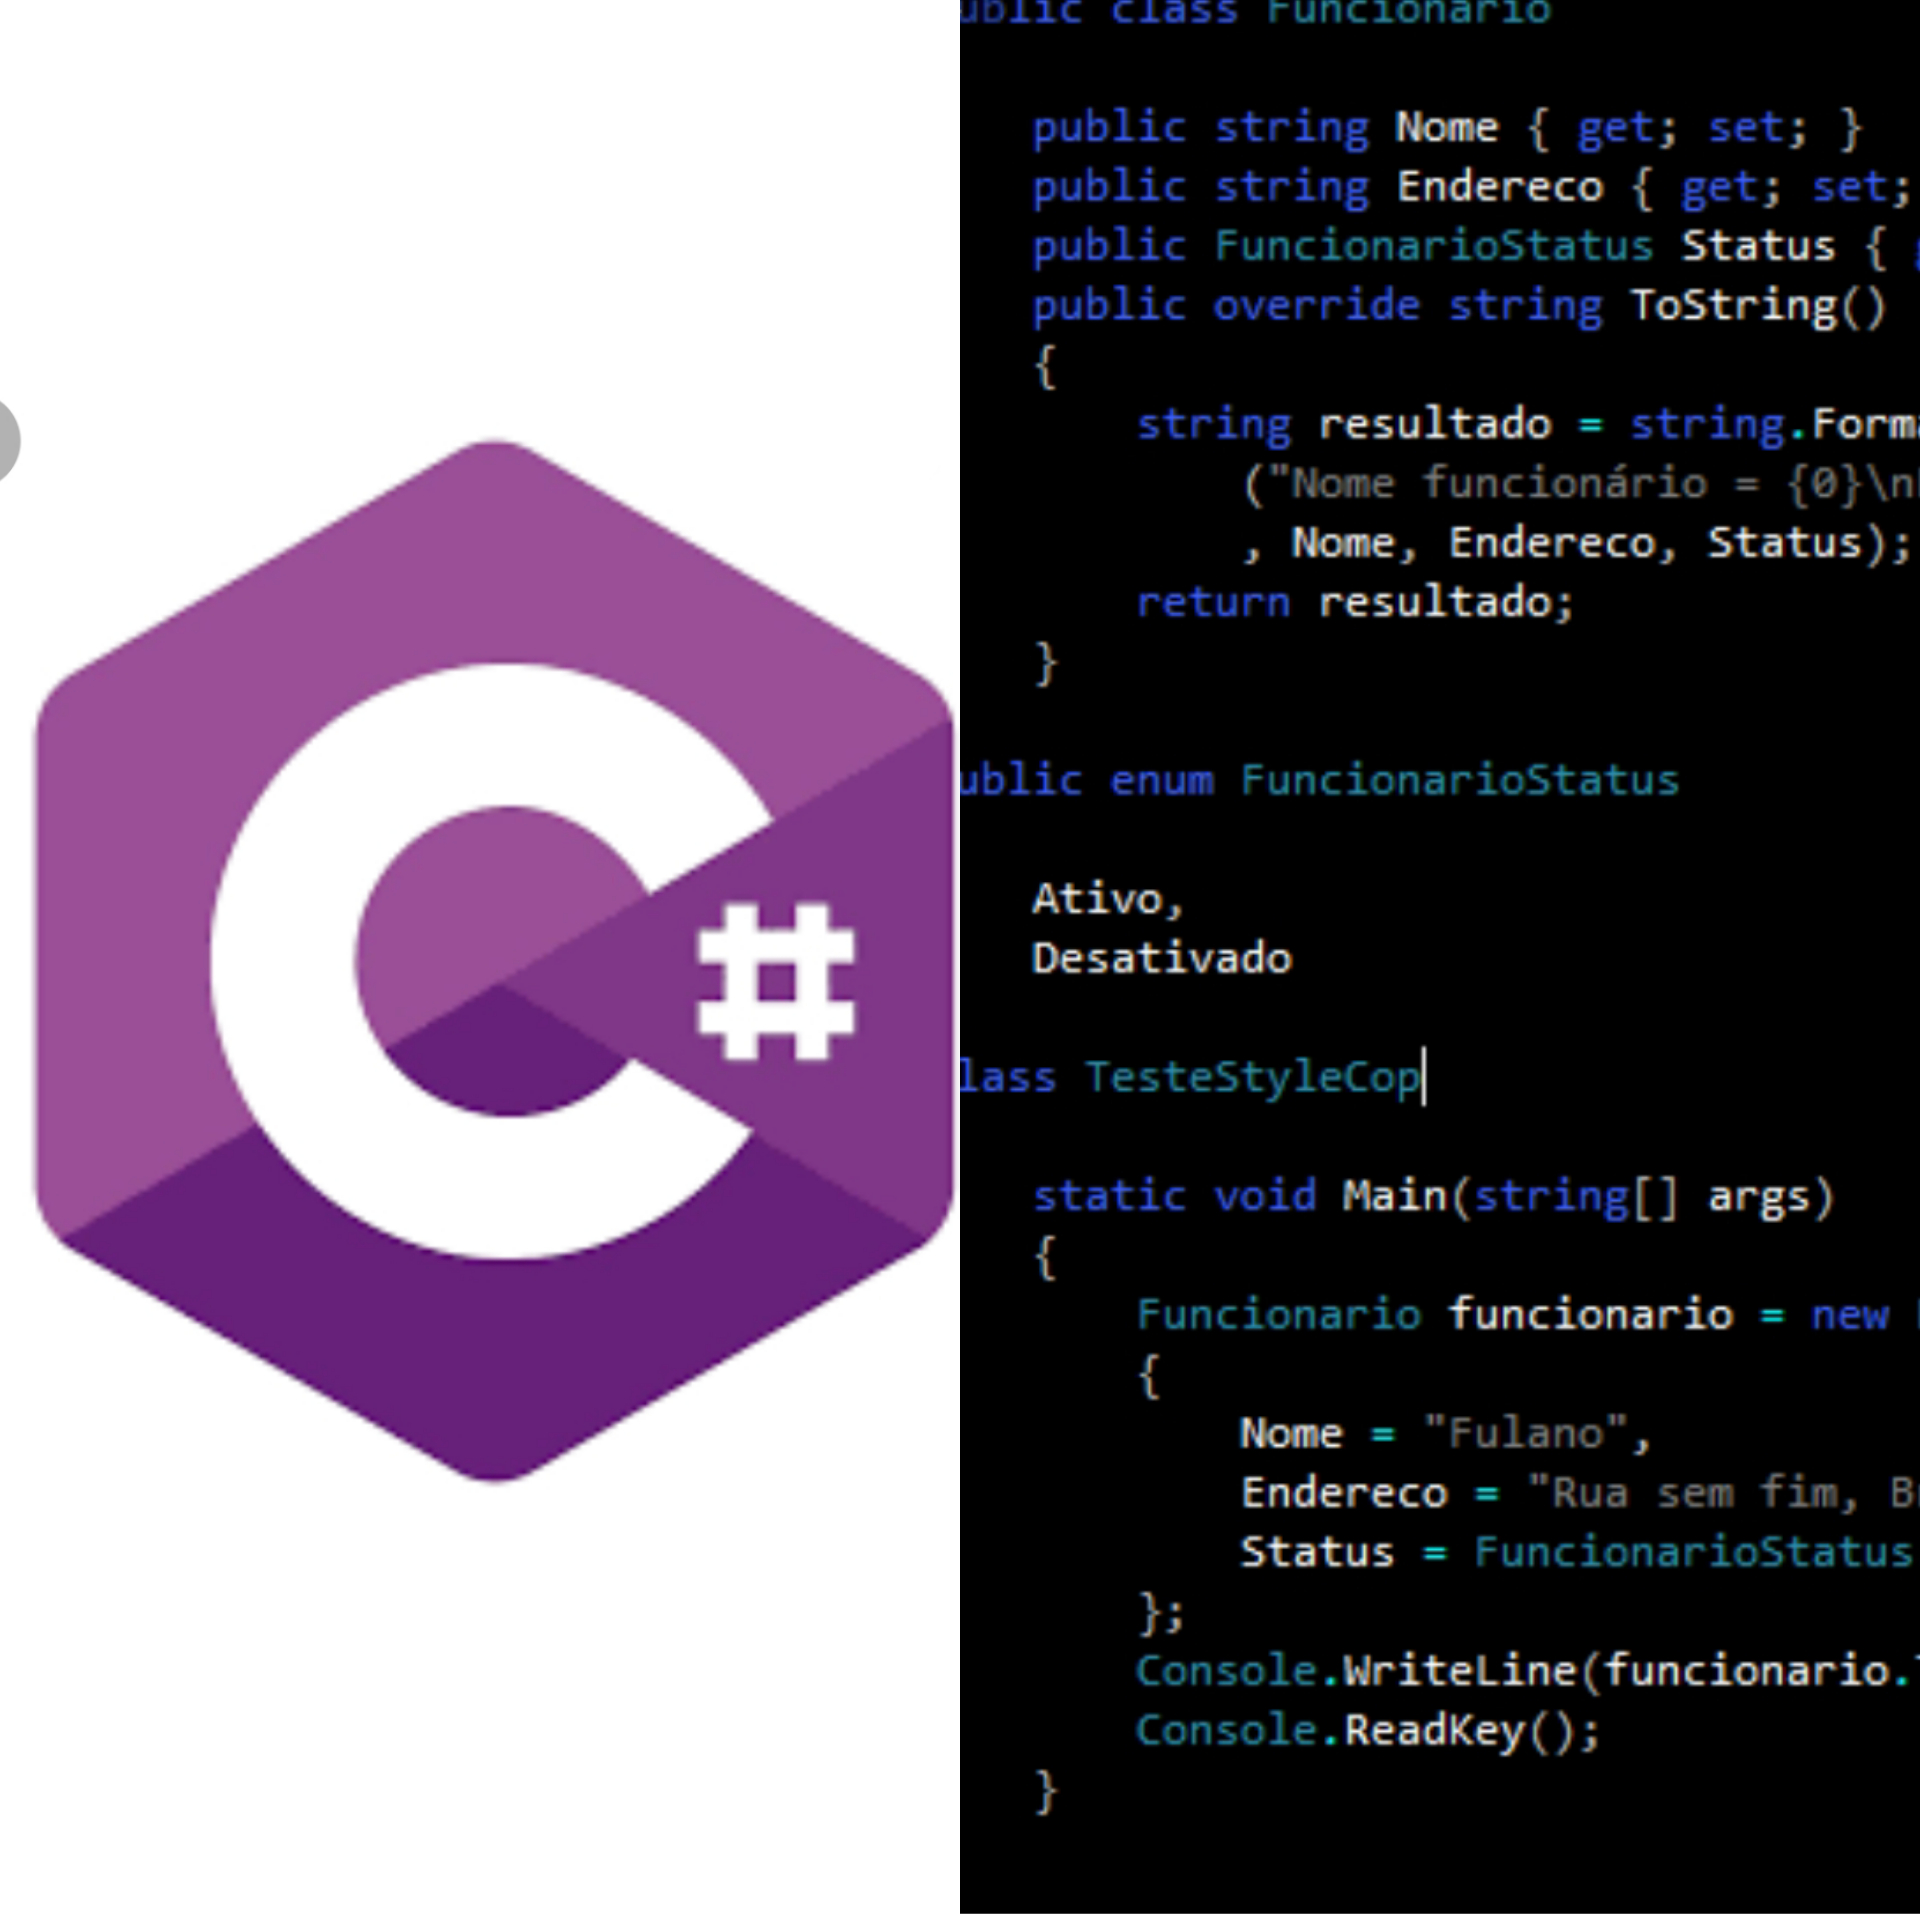 C#
ublic class Funcionario
public string Nome { get; set; }
public string Endereco { get; set;
public FuncionarioStatus Status {
public override string ToString()
{
string resultado = string.Form
("Nome funcionário = {0}\n
, Nome, Endereco, Status);
return resultado;
}
ublic enum FuncionarioStatus
Ativo,
Desativado
lass TesteStyleCop
static void Main(string[] args)
{
Funcionario funcionario = new
{
Nome = "Fulano",
Endereco = "Rua sem fim, B
Status = FuncionarioStatus
};
Console.WriteLine(funcionario.
Console.ReadKey();
}